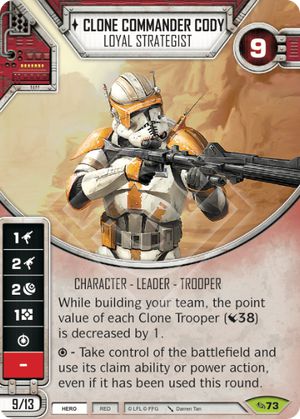 CLONE COMMANDER CODY
LOYAL STRATEGIST
9
1
2
2
1
–
9/13
CHARACTER - LEADER - TROOPER
While building your team, the point
value of each Clone Trooper (38)
is decreased by 1.
- Take control of the battlefield and
use its claim ability or power action,
even if it has been used this round.
HERO
RED
© LFL © FFG
Darren Tan
73